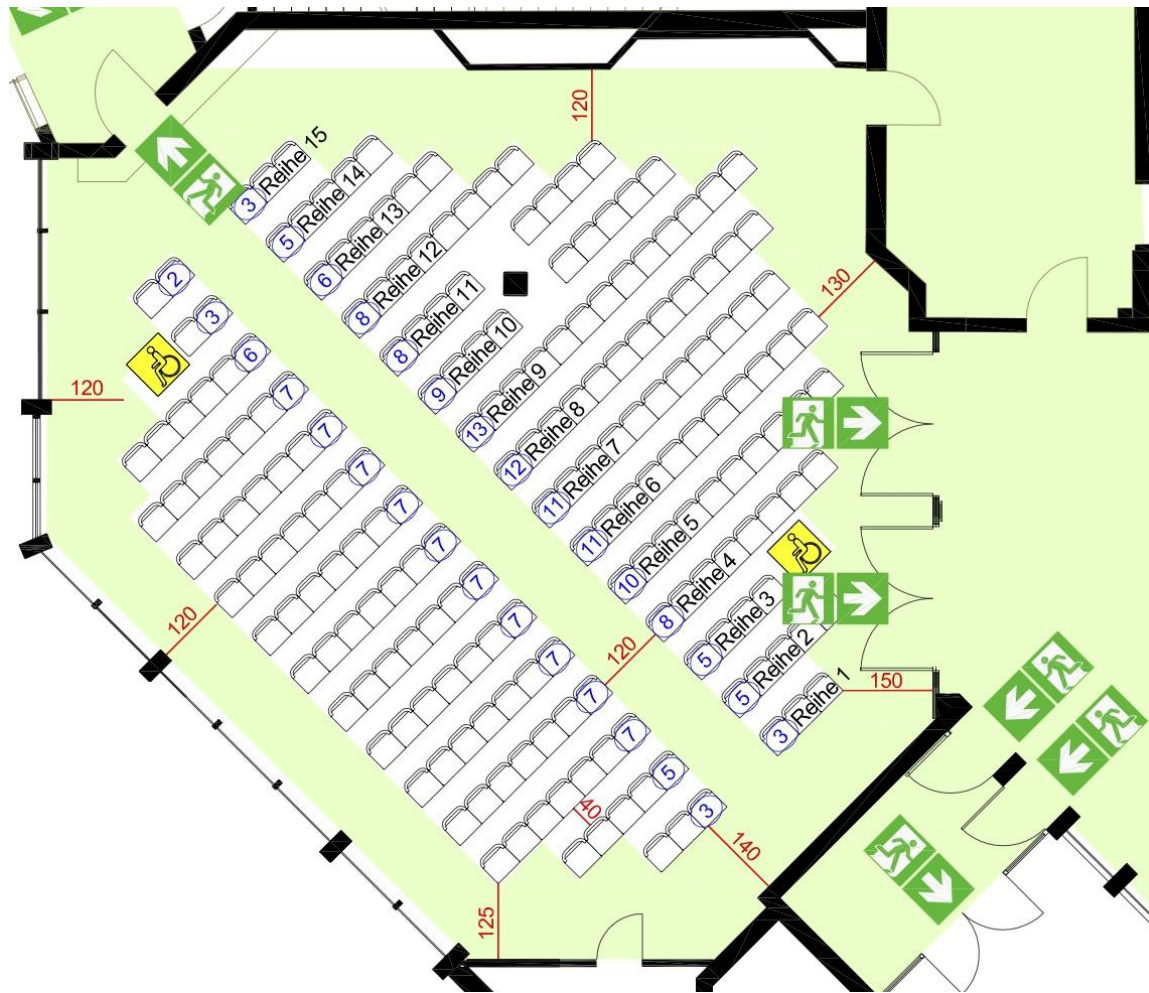 120
3 Reihe 15
5 Reihe 14
6 Reihe 13
8 Reihe 12
8 Reihe 11
9 Reihe 10
13 Reihe 9
12 Reihe 8
11 Reihe 7
11 Reihe 6
10 Reihe 5
8 Reihe 4
5 Reihe 3
5 Reihe 2
3 Reihe 1
130
150
120
2
3
6
7
7
7
7
7
7
7
7
7
7
5
3
120
120
40
140
125